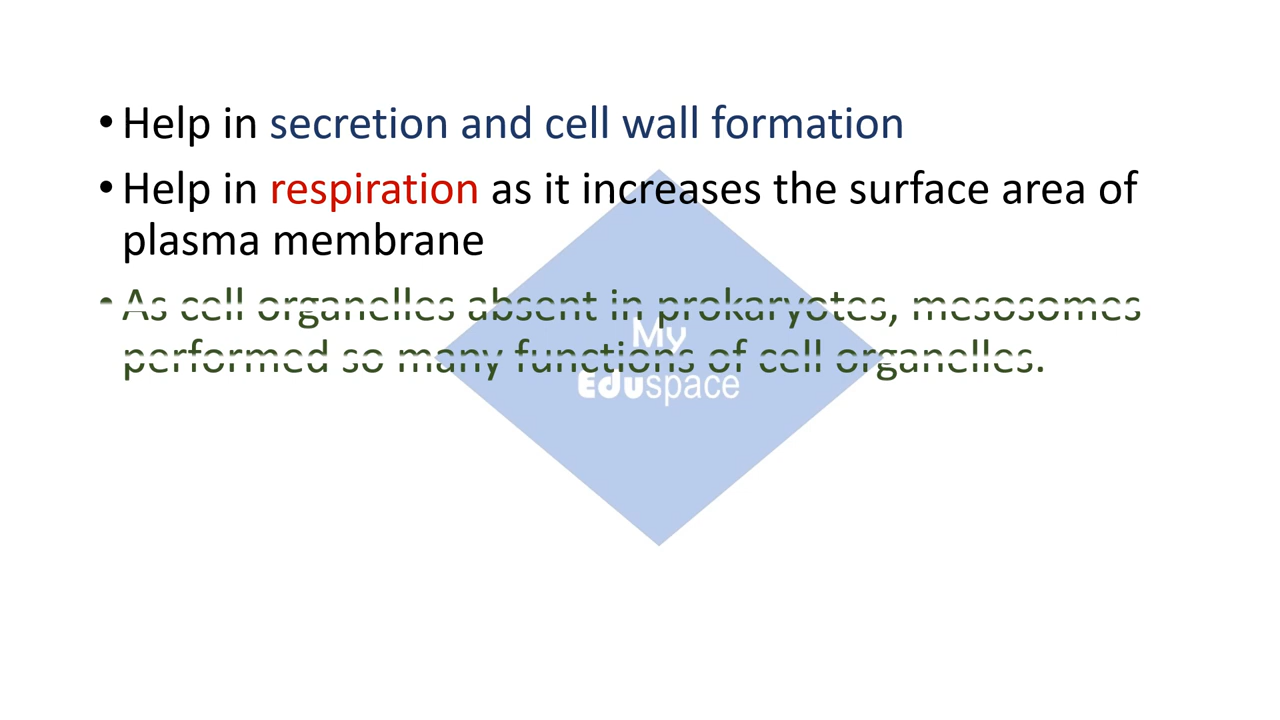 • Help in secretion and cell wall formation
• Help in respiration as it increases the surface area of
plasma membrane
• As cell organelles absent in prokaryotes, mesosomes
performed so many functions of cell organelles.
My
Eduspace